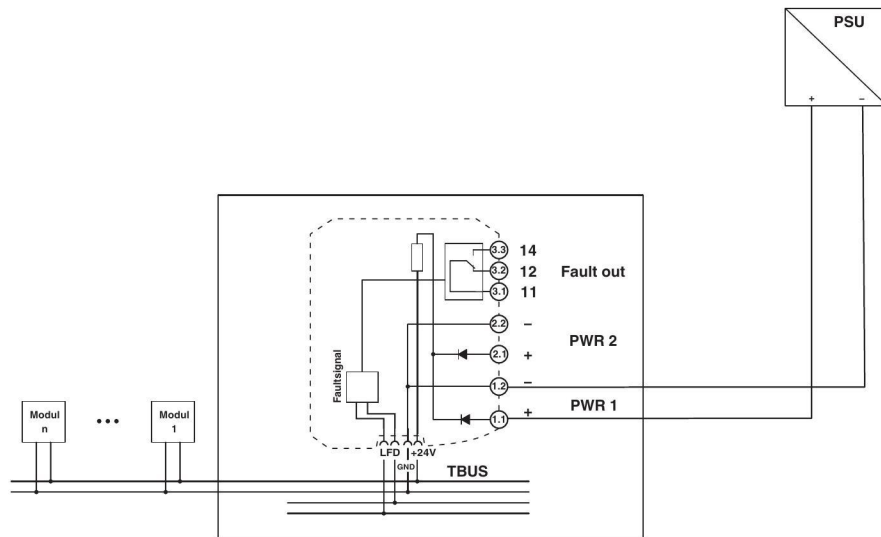 PSU
+ −
3.3 14
3.2 12 Fault out
3.1 11
2.2 −
PWR 2
2.1 +
Faultsignal
1.2 −
PWR 1
1.1 +
Modul
n
•••
Modul
1
LFD +24V
GND
TBUS